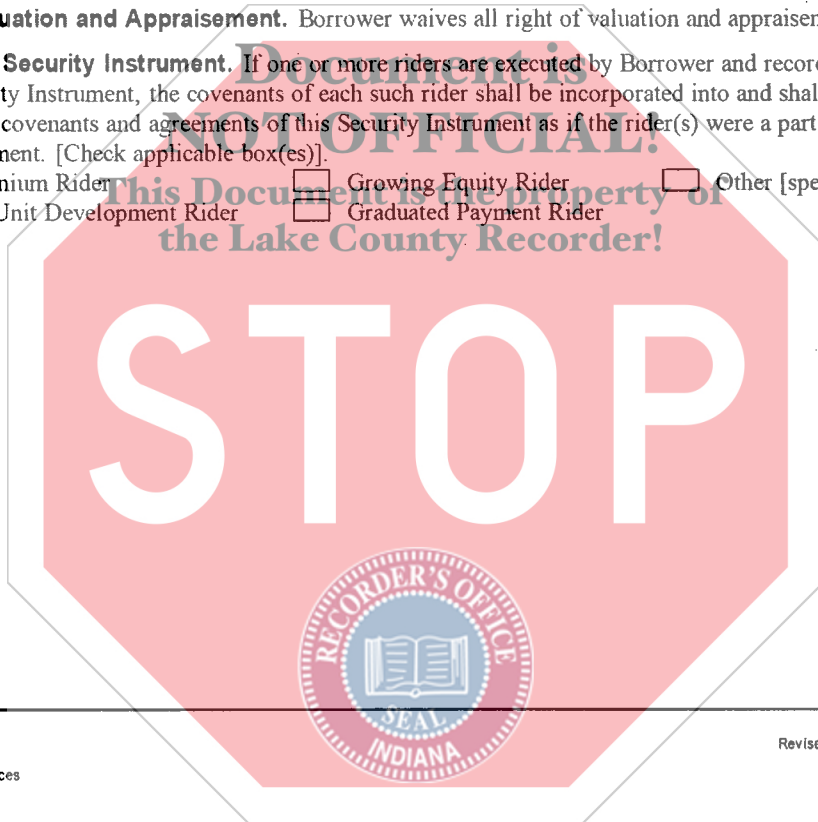 uation and Appraisement. Borrower waives all right of valuation and appraisen
Security Instrument. If one or more riders are executed by Borrower and recor
ty Instrument, the covenants of each such rider shall be incorporated into and shal
covenants and agreements of this Security Instrument as if the rider(s) were a part
nent. [Check applicable box(es)].
nium Rider Growing Equity Rider Other [spe
Unit Development Rider Graduated Payment Rider
Document is
NOT OFFICIAL!
This Document is the property of
the Lake County Recorder!
STOP
RECORDER'S OFFICE
SEAL
INDIANA
Revise
ces